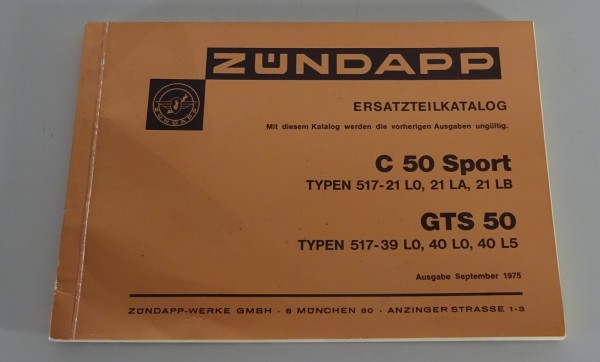 ZÜNDAPP
ZÜNDAPP
ERSATZTEILKATALOG
Mit diesem Katalog werden die vorherigen Ausgaben ungültig.
C 50 Sport
TYPEN 517-21 L0, 21 LA, 21 LB
GTS 50
TYPEN 517-39 L0, 40 L0, 40 L5
Ausgabe September 1975
ZÜNDAPP-WERKE GMBH · 8 MÜNCHEN 80 · ANZINGER STRASSE 1-3